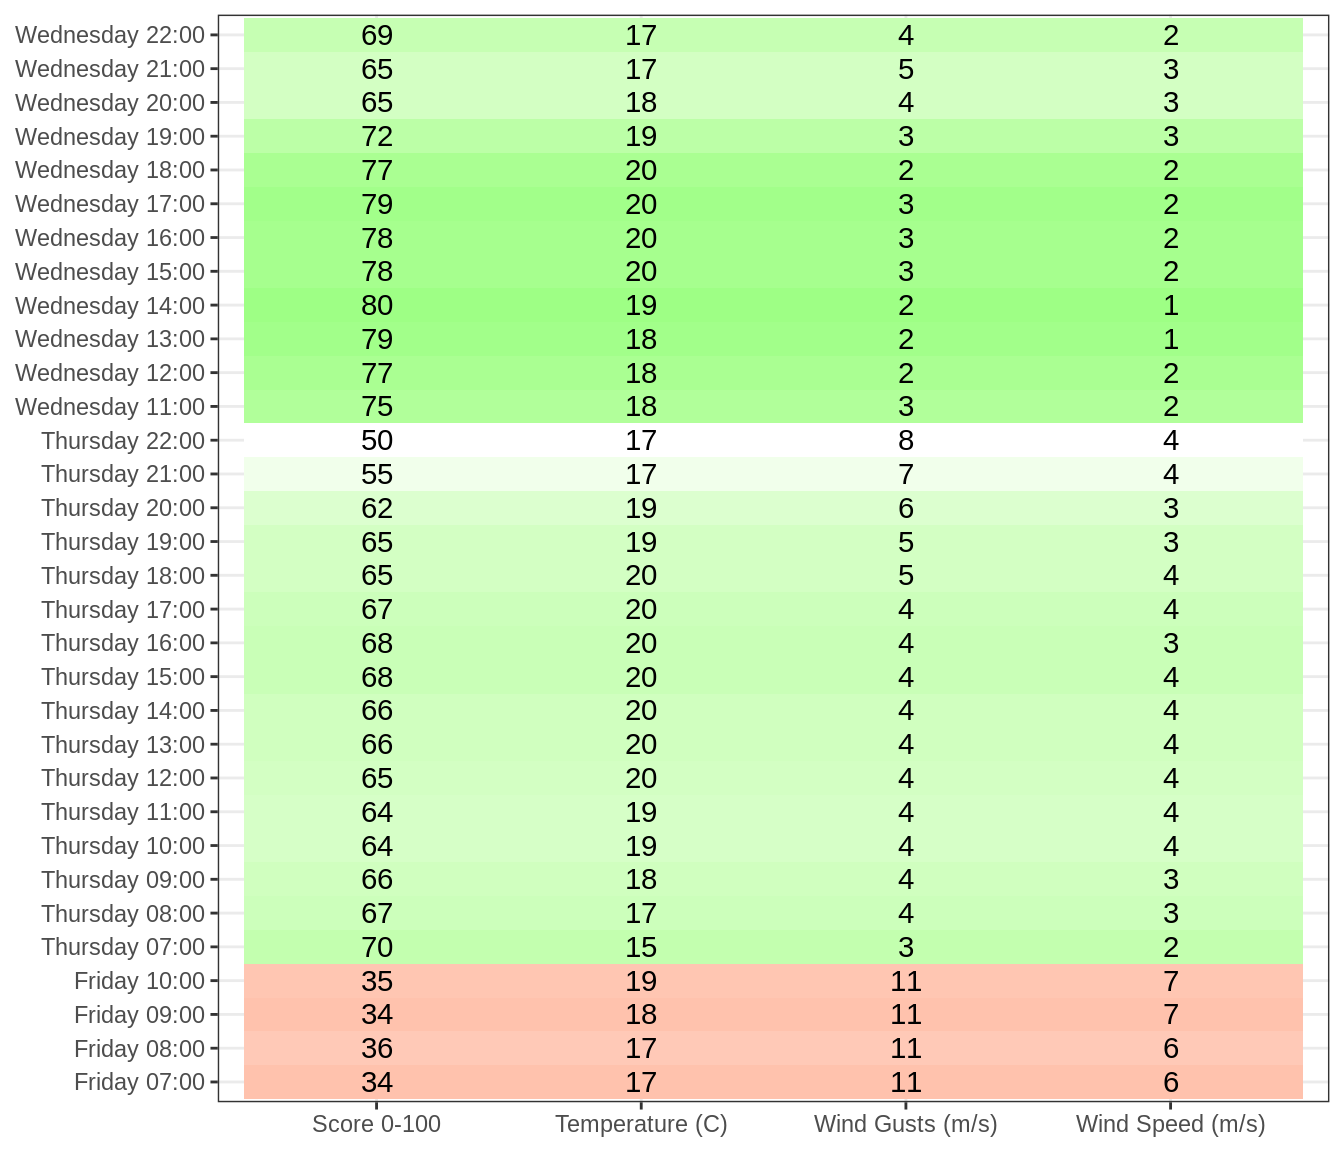 Wednesday 22:00 69 17 4 2
Wednesday 21:00 65 17 5 3
Wednesday 20:00 65 18 4 3
Wednesday 19:00 72 19 3 3
Wednesday 18:00 77 20 2 2
Wednesday 17:00 79 20 3 2
Wednesday 16:00 78 20 3 2
Wednesday 15:00 78 20 3 2
Wednesday 14:00 80 19 2 1
Wednesday 13:00 79 18 2 1
Wednesday 12:00 77 18 2 2
Wednesday 11:00 75 18 3 2
Thursday 22:00 50 17 8 4
Thursday 21:00 55 17 7 4
Thursday 20:00 62 19 6 3
Thursday 19:00 65 19 5 3
Thursday 18:00 65 20 5 4
Thursday 17:00 67 20 4 4
Thursday 16:00 68 20 4 3
Thursday 15:00 68 20 4 4
Thursday 14:00 66 20 4 4
Thursday 13:00 66 20 4 4
Thursday 12:00 65 20 4 4
Thursday 11:00 64 19 4 4
Thursday 10:00 64 19 4 4
Thursday 09:00 66 18 4 3
Thursday 08:00 67 17 4 3
Thursday 07:00 70 15 3 2
Friday 10:00 35 19 11 7
Friday 09:00 34 18 11 7
Friday 08:00 36 17 11 6
Friday 07:00 34 17 11 6
Score 0-100 Temperature (C) Wind Gusts (m/s) Wind Speed (m/s)